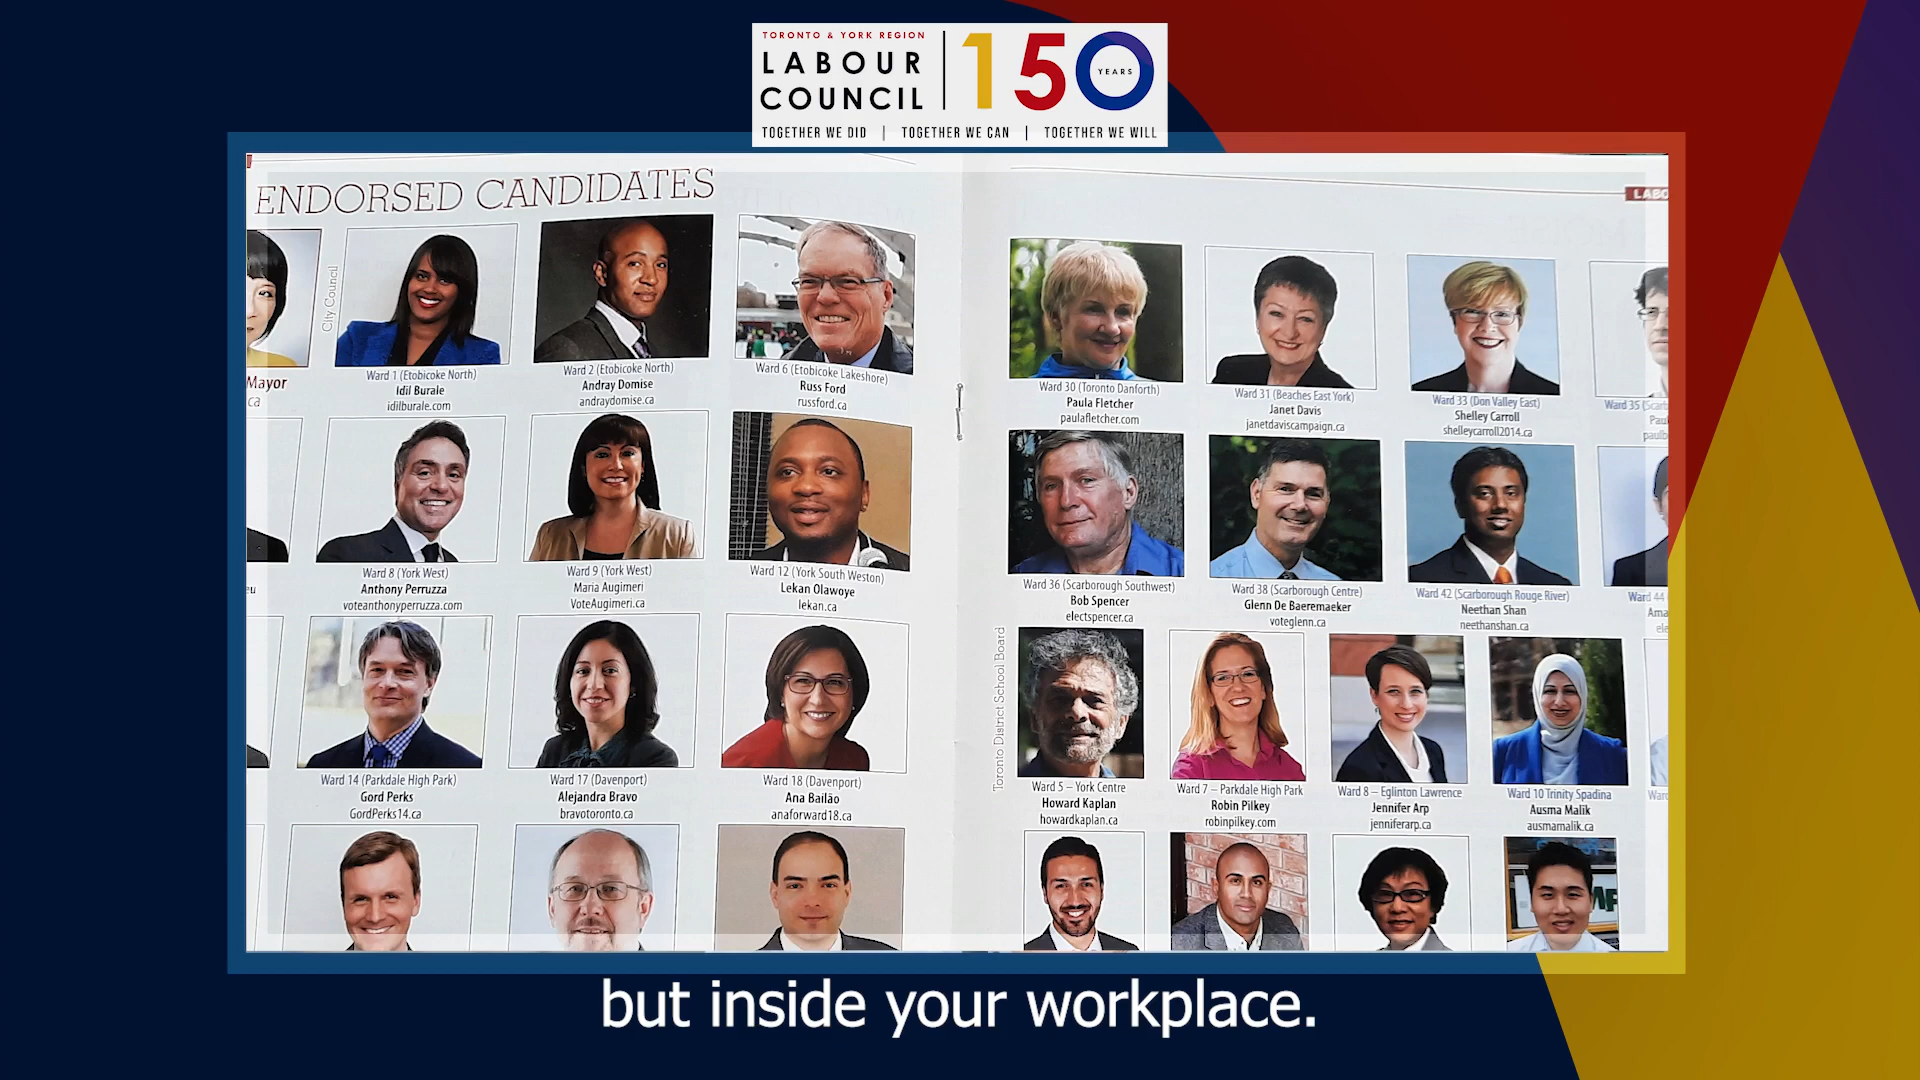 TORONTO & YORK REGION
LABOUR
COUNCIL
150
YEARS
TOGETHER WE DID | TOGETHER WE CAN | TOGETHER WE WILL
ENDORSED CANDIDATES
City Council
Mayor
ca
Ward 1 (Etobicoke North)
Idil Burale
idilburale.com
Ward 2 (Etobicoke North)
Andray Domise
andraydomise.ca
Ward 6 (Etobicoke Lakeshore)
Russ Ford
russford.ca
Ward 8 (York West)
Anthony Perruzza
voteanthonyperruzza.com
Ward 9 (York West)
Maria Augimeri
VoteAugimeri.ca
Ward 12 (York South Weston)
Lekan Olawoye
lekan.ca
Ward 14 (Parkdale High Park)
Gord Perks
GordPerks14.ca
Ward 17 (Davenport)
Alejandra Bravo
bravotoronto.ca
Ward 18 (Davenport)
Ana Bailão
anaforward18.ca
Ward 30 (Toronto Danforth)
Paula Fletcher
paulafletcher.com
Ward 31 (Beaches East York)
Janet Davis
janetdaviscampaign.ca
Ward 33 (Don Valley East)
Shelley Carroll
shelleycarroll2014.ca
Ward 35
Ward 36 (Scarborough Southwest)
Bob Spencer
electspencer.ca
Ward 38 (Scarborough Centre)
Glenn De Baeremaeker
voteglenn.ca
Ward 42 (Scarborough Rouge River)
Neethan Shan
neethanshan.ca
Ward 44
Toronto District School Board
Ward 5 – York Centre
Howard Kaplan
howardkaplan.ca
Ward 7 – Parkdale High Park
Robin Pilkey
robinpilkey.com
Ward 8 – Eglinton Lawrence
Jennifer Arp
jenniferarp.ca
Ward 10 Trinity Spadina
Ausma Malik
ausmamalik.ca
but inside your workplace.